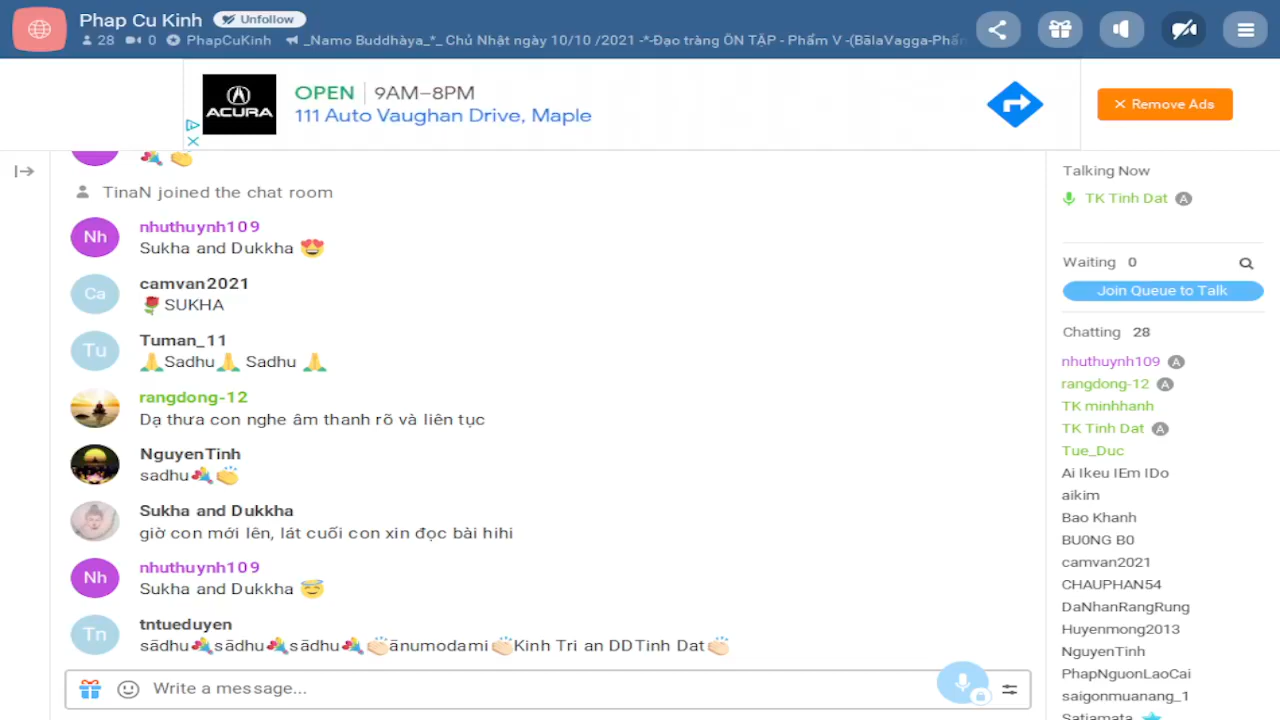 Phap Cu Kinh
Unfollow
28 0 PhapCuKinh _Namo Buddhàya_*_ Chủ Nhật ngày 10/10 /2021 -*-Đạo tràng ÔN TẬP - Phẩm V -(BālaVagga-Phẩm
ACURA
OPEN 9AM–8PM
111 Auto Vaughan Drive, Maple
Remove Ads
TinaN joined the chat room
Nh
nhuthuynh109
Sukha and Dukkha
Ca
camvan2021
SUKHA
Tu
Tuman_11
Sadhu Sadhu
rangdong-12
Dạ thưa con nghe âm thanh rõ và liên tục
NguyenTinh
sadhu
Sukha and Dukkha
giờ con mới lên, lát cuối con xin đọc bài hihi
Nh
nhuthuynh109
Sukha and Dukkha
Tn
tntueduyen
sādhu sādhu sādhu ānumodami Kinh Tri an DDTinh Dat
Write a message...
Talking Now
TK Tinh Dat A
Waiting 0
Join Queue to Talk
Chatting 28
nhuthuynh109 A
rangdong-12 A
TK minhhanh
TK Tinh Dat A
Tue_Duc
Ai Ikeu IEm IDo
aikim
Bao Khanh
BU0NG B0
camvan2021
CHAUPHAN54
DaNhanRangRung
Huyenmong2013
NguyenTinh
PhapNguonLaoCai
saigonmuanang_1
Satiamata